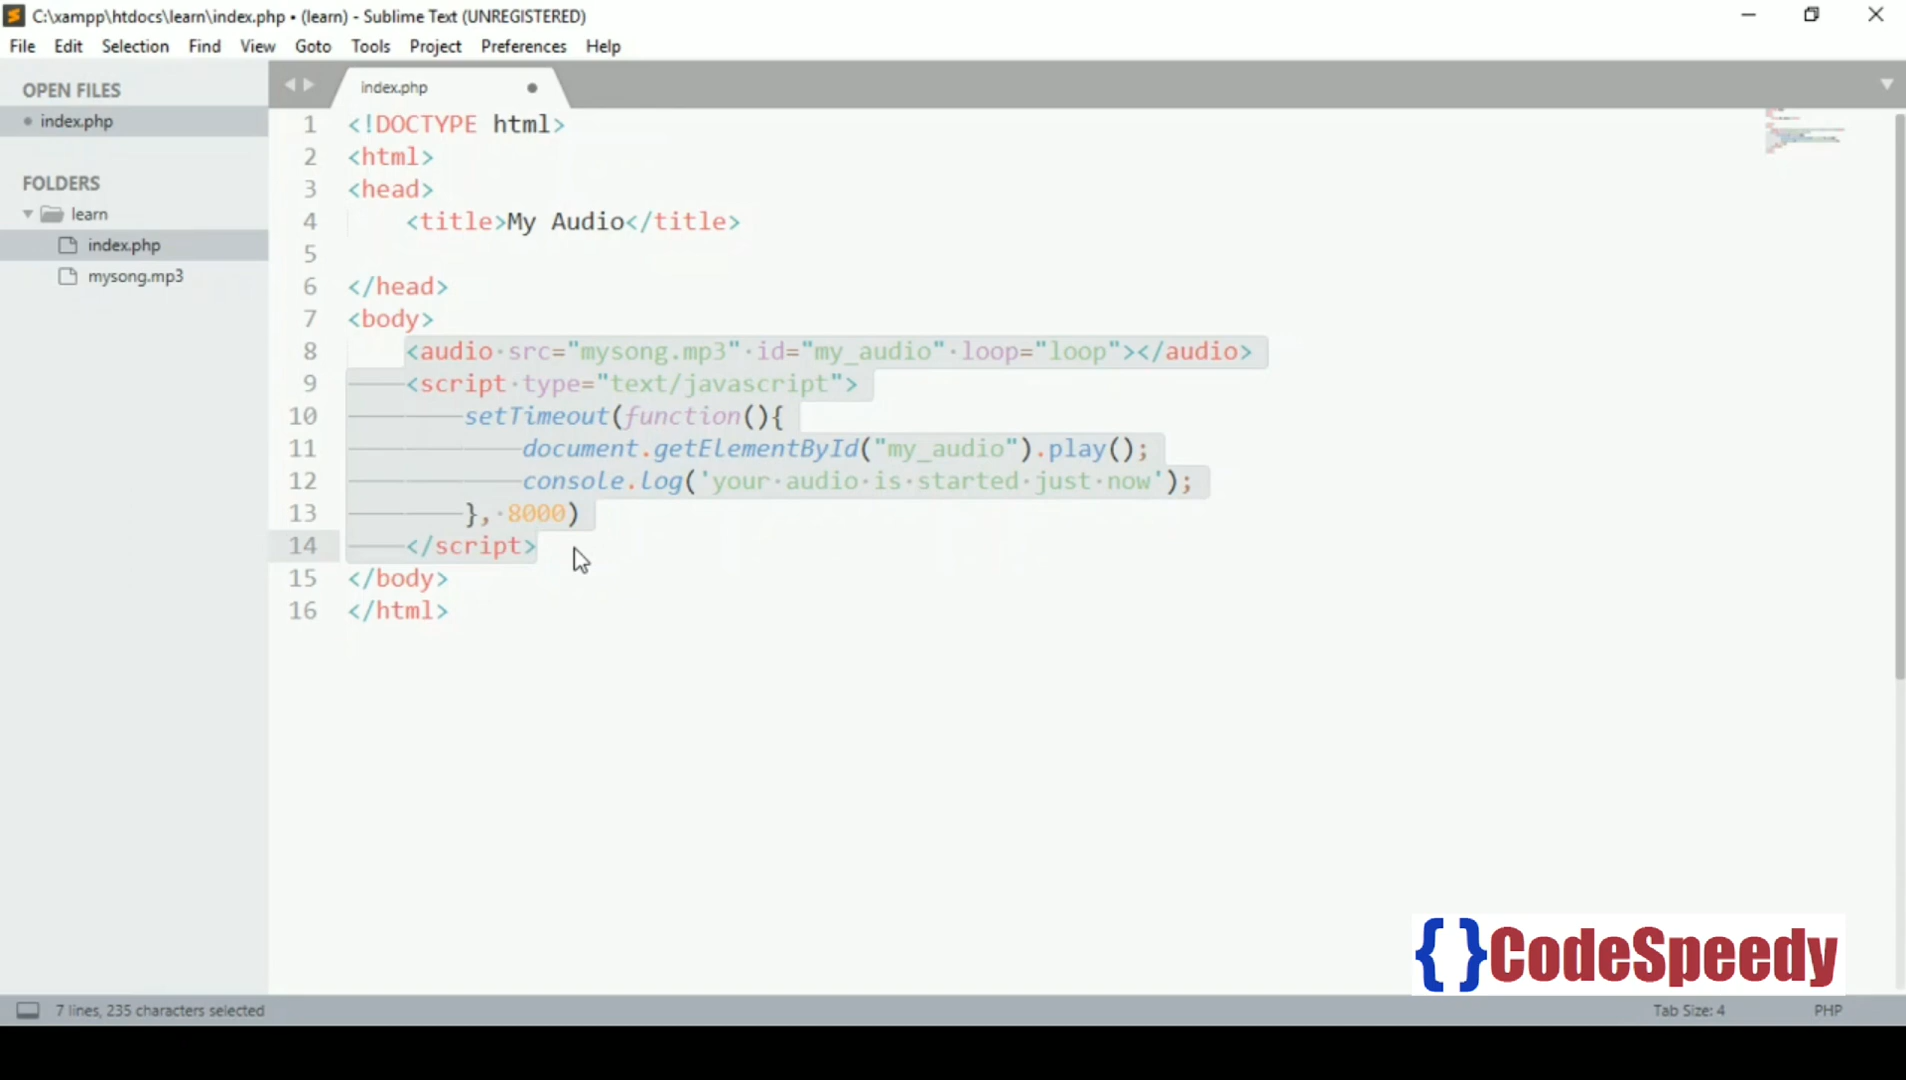 C:\xampp\htdocs\learn\index.php • (learn) - Sublime Text (UNREGISTERED)
File Edit Selection Find View Goto Tools Project Preferences Help
OPEN FILES
index.php
FOLDERS
learn
index.php
mysong.mp3
index.php
1 <!DOCTYPE html>
2 <html>
3 <head>
4 <title>My Audio</title>
5
6 </head>
7 <body>
8 <audio src="mysong.mp3" id="my_audio" loop="loop"></audio>
9 <script type="text/javascript">
10 setTimeout(function(){
11 document.getElementById("my_audio").play();
12 console.log('your audio is started just now');
13 }, 8000)
14 </script>
15 </body>
16 </html>
{ }CodeSpeedy
7 lines, 235 characters selected
Tab Size: 4
PHP